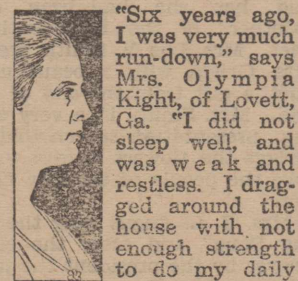 “Six years ago,
I was very much
run-down,” says
Mrs. Olympia
Kight, of Lovett,
Ga. “I did not
sleep well, and
was weak and
restless. I drag-
ged around the
house with not
enough strength
to do my daily